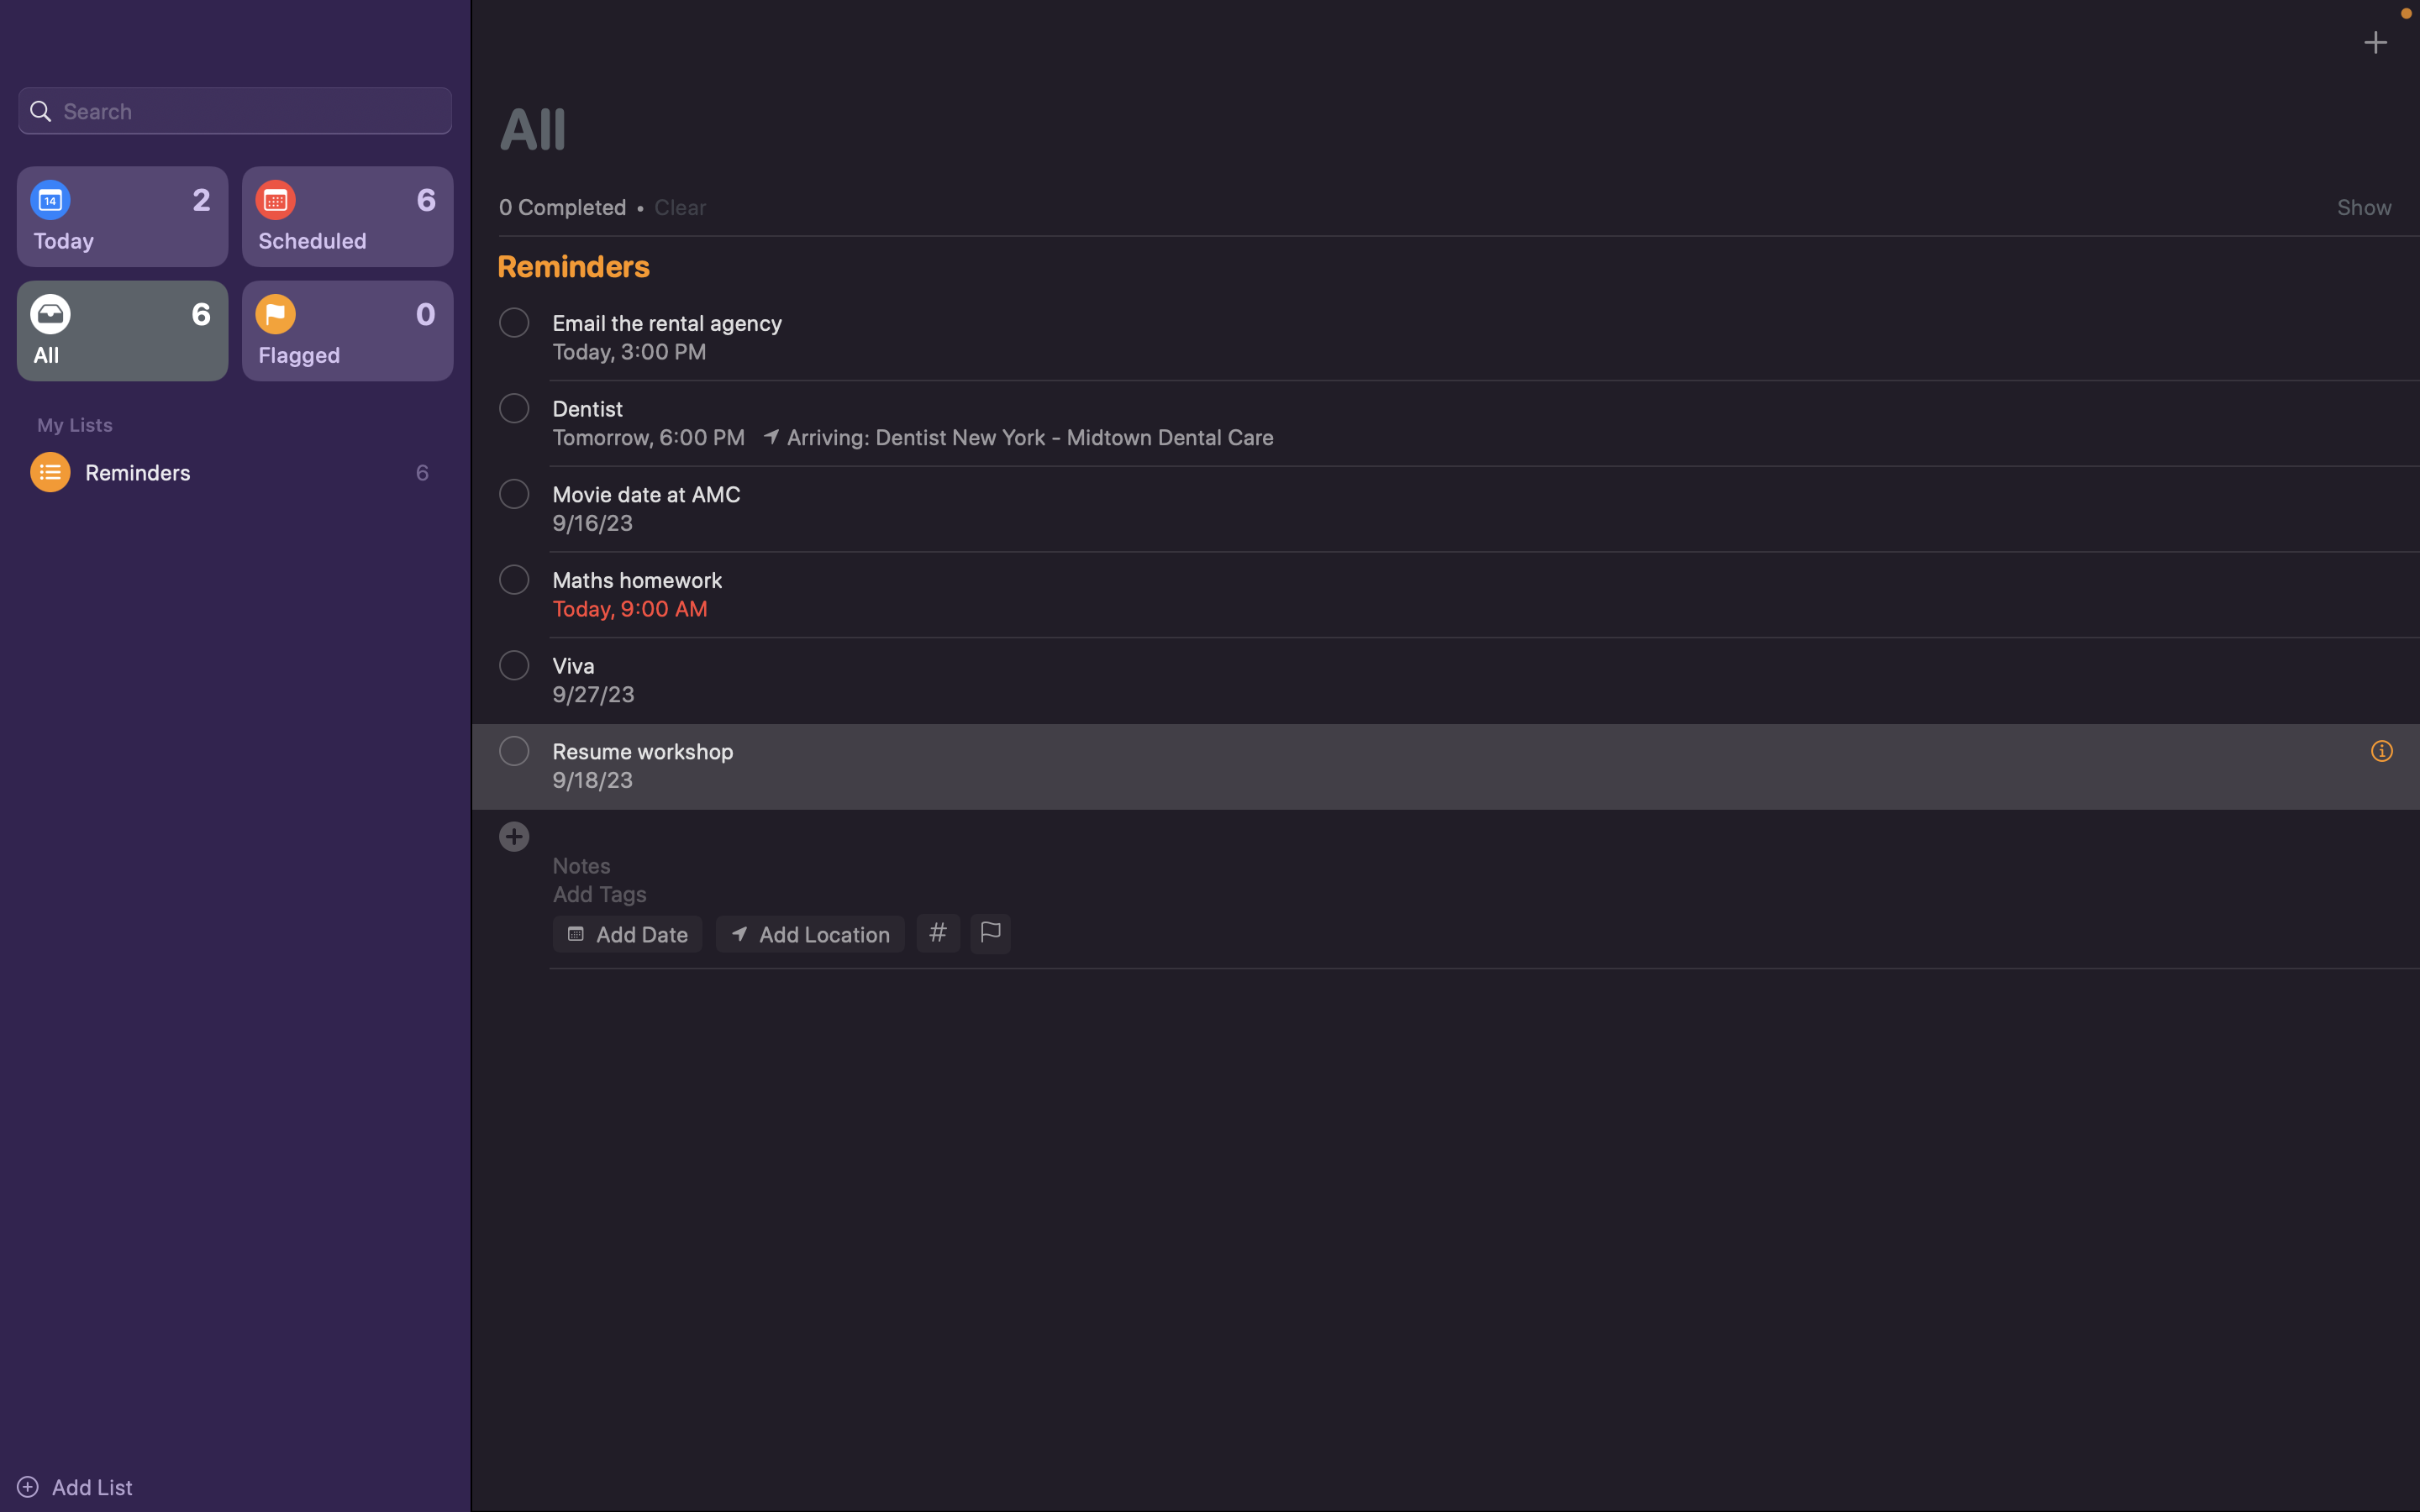 Search
14
2
Today
6
Scheduled
6
All
0
Flagged
My Lists
Reminders 6
Add List
All
0 Completed • Clear
Show
Reminders
Email the rental agency
Today, 3:00 PM
Dentist
Tomorrow, 6:00 PM Arriving: Dentist New York - Midtown Dental Care
Movie date at AMC
9/16/23
Maths homework
Today, 9:00 AM
Viva
9/27/23
Resume workshop
9/18/23
Notes
Add Tags
Add Date Add Location #